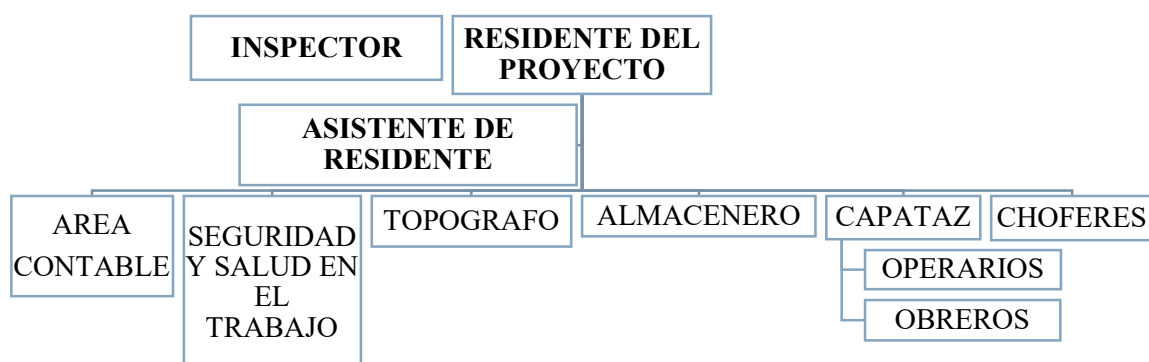 INSPECTOR
RESIDENTE DEL
PROYECTO
ASISTENTE DE
RESIDENTE
AREA
CONTABLE
SEGURIDAD
Y SALUD EN
EL
TRABAJO
TOPOGRAFO
ALMACENERO
CAPATAZ
OPERARIOS
OBREROS
CHOFERES